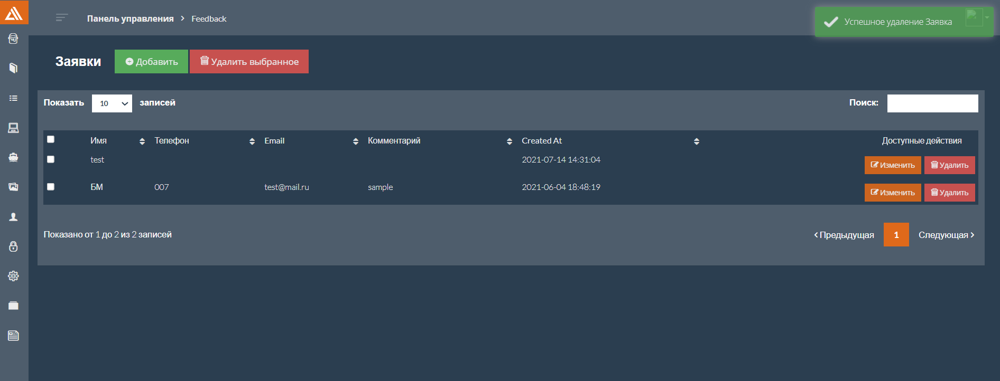 Панель управления > Feedback
Успешное удаление Заявка
Заявки Добавить Удалить выбранное
Показать 10 записей Поиск:
Имя Телефон Email Комментарий Created At Доступные действия
test 2021-07-14 14:31:04 Изменить Удалить
БМ 007 test@mail.ru sample 2021-06-04 18:48:19 Изменить Удалить
Показано от 1 до 2 из 2 записей ‹ Предыдущая 1 Следующая ›